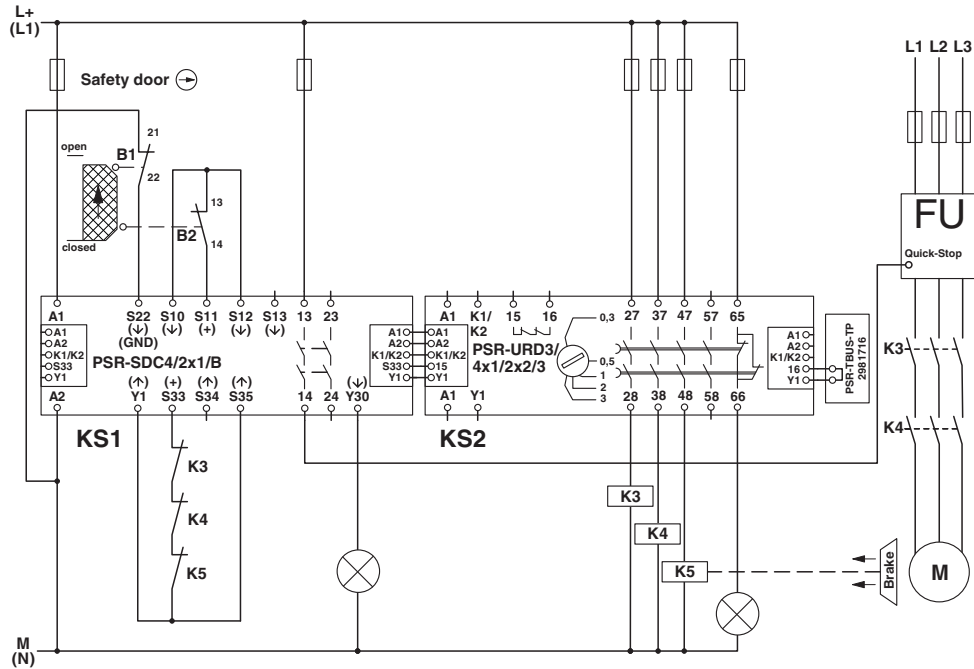 L+
(L1)
L1 L2 L3
Safety door
21
open
B1
22
13
B2
14
closed
FU
Quick-Stop
A1 S22 S10 S11 S12 S13 13 23
(↓) (↓) (+) (↓) (↓)
(GND)
A1
A2
K1/K2
S33
Y1
PSR-SDC4/2x1/B
A1
A2
K1/K2
S33
Y1
(↑) (+) (↑) (↑) (↓)
A2 Y1 S33 S34 S35 14 24 Y30
KS1
A1 K1/
K2
15 16 27 37 47 57 65
A1
A2
K1/K2
15
Y1
PSR-URD3/
4x1/2x2/3
0,3
0,5
1
2
3
A1
A2
K1/K2
16
Y1
PSR-TBUS-TP
2981716
A1 Y1 28 38 48 58 66
KS2
K3
K4
K3
K4
K5
K3
K4
K5
Brake
M
M
(N)